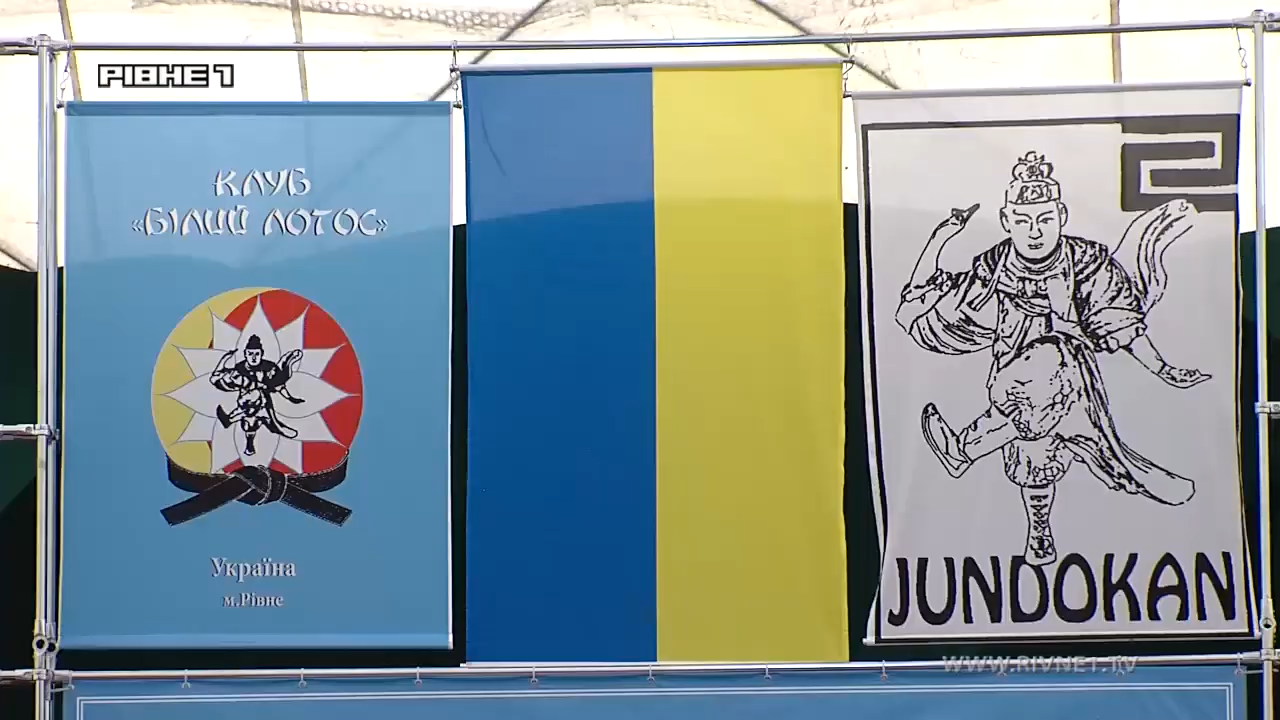 РІВНЕ 1
КЛУБ
«БІЛИЙ ЛОТОС»
Україна
м.Рівне
JUNDOKAN
WWW.RIVNE1.TV